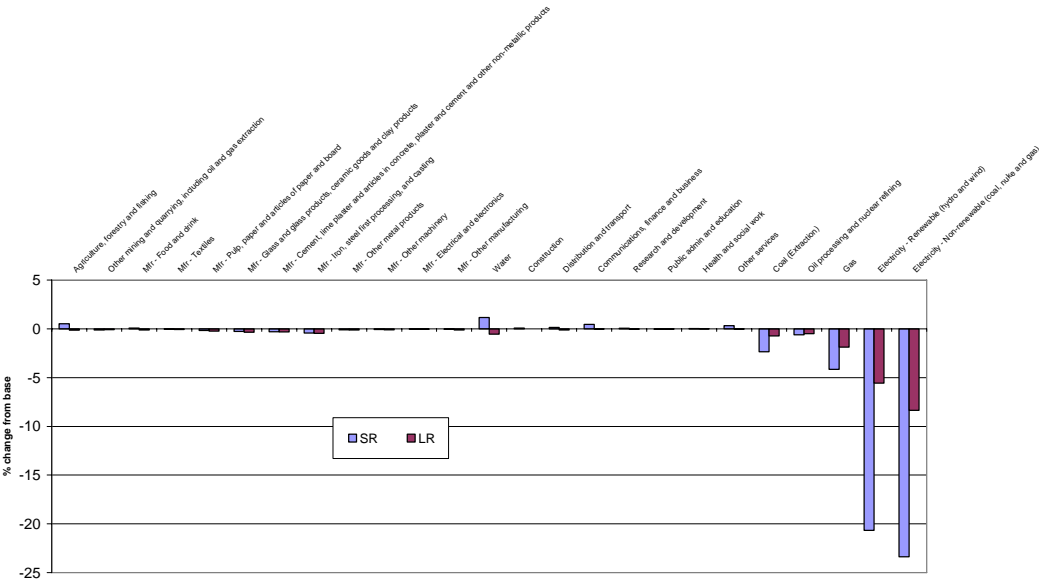 Agriculture, forestry and fishing
Other mining and quarrying, including oil and gas extraction
Mfr - Food and drink
Mfr - Textiles
Mfr - Pulp, paper and articles of paper and board
Mfr - Glass and glass products, ceramic goods and clay products
Mfr - Cement, lime plaster and articles in concrete, plaster and cement and other non-metallic products
Mfr - Iron, steel first processing, and casting
Mfr - Other metal products
Mfr - Other machinery
Mfr - Electrical and electronics
Mfr - Other manufacturing
Water
Construction
Distribution and transport
Communications, finance and business
Research and development
Public admin and education
Health and social work
Other services
Coal (Extraction)
Oil processing and nuclear refining
Gas
Electricity - Renewable (hydro and wind)
Electricity - Non-renewable (coal, nuke and gas)
5
0
-5
-10
-15
-20
-25
% change from base
SR LR